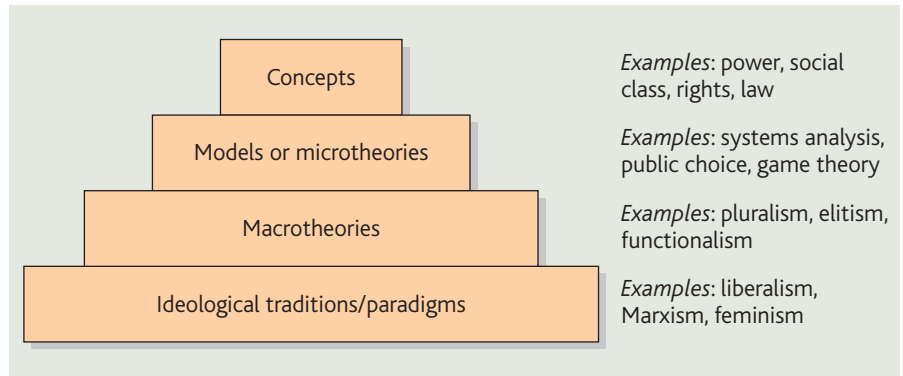 Concepts
Examples: power, social
class, rights, law
Models or microtheories
Examples: systems analysis,
public choice, game theory
Macrotheories
Examples: pluralism, elitism,
functionalism
Ideological traditions/paradigms
Examples: liberalism,
Marxism, feminism